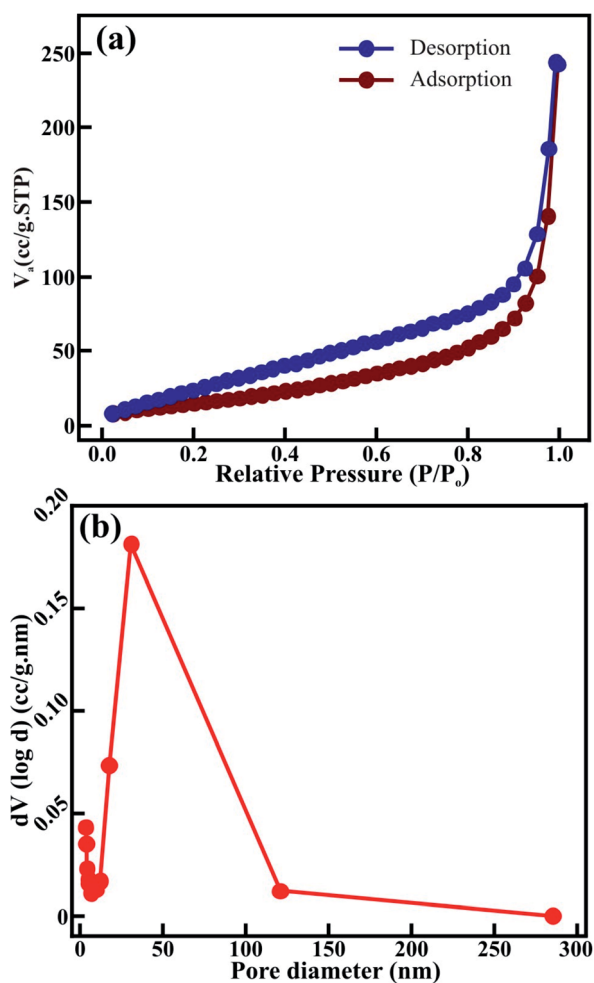 (a)
Desorption
Adsorption
250
200
150
100
50
0
Vₐ(cc/g.STP)
0.0 0.2 0.4 0.6 0.8 1.0
Relative Pressure (P/Pₒ)
(b)
0.20
0.15
0.10
0.05
0
dV (log d) (cc/g.nm)
0 50 100 150 200 250 300
Pore diameter (nm)